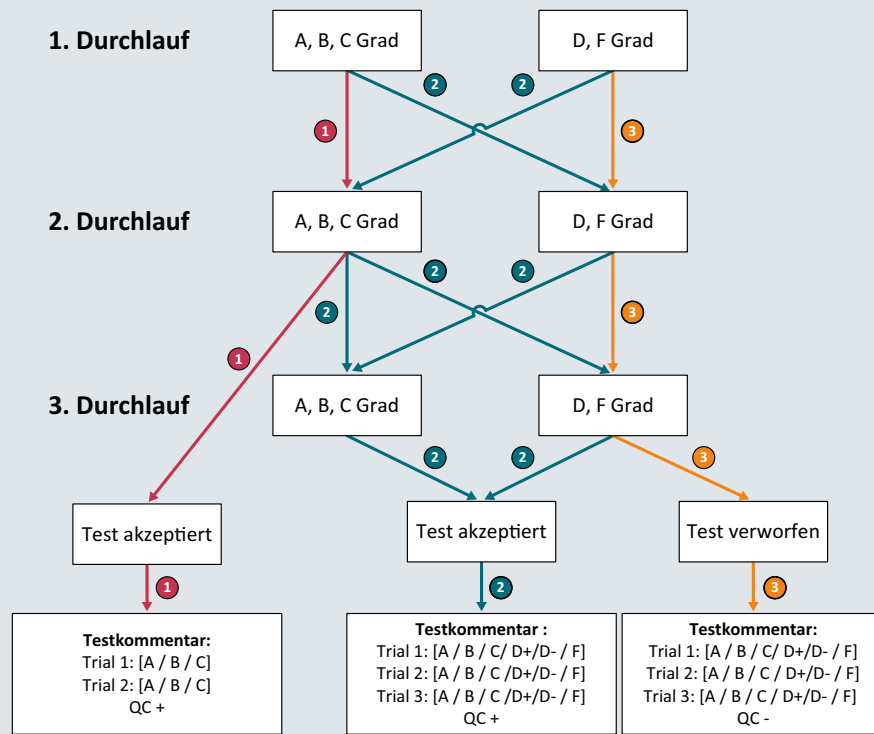 1. Durchlauf
A, B, C Grad
D, F Grad
2
2
1
3
2. Durchlauf
A, B, C Grad
D, F Grad
2
2
2
3
1
3. Durchlauf
A, B, C Grad
D, F Grad
2
2
3
Test akzeptiert
Test akzeptiert
Test verworfen
1
2
3
Testkommentar:
Trial 1: [A / B / C]
Trial 2: [A / B / C]
QC +
Testkommentar :
Trial 1: [A / B / C/ D+/D- / F]
Trial 2: [A / B / C /D+/D- / F]
Trial 3: [A / B / C /D+/D- / F]
QC +
Testkommentar:
Trial 1: [A / B / C/ D+/D- / F]
Trial 2: [A / B / C / D+/D- / F]
Trial 3: [A / B / C / D+/D- / F]
QC -